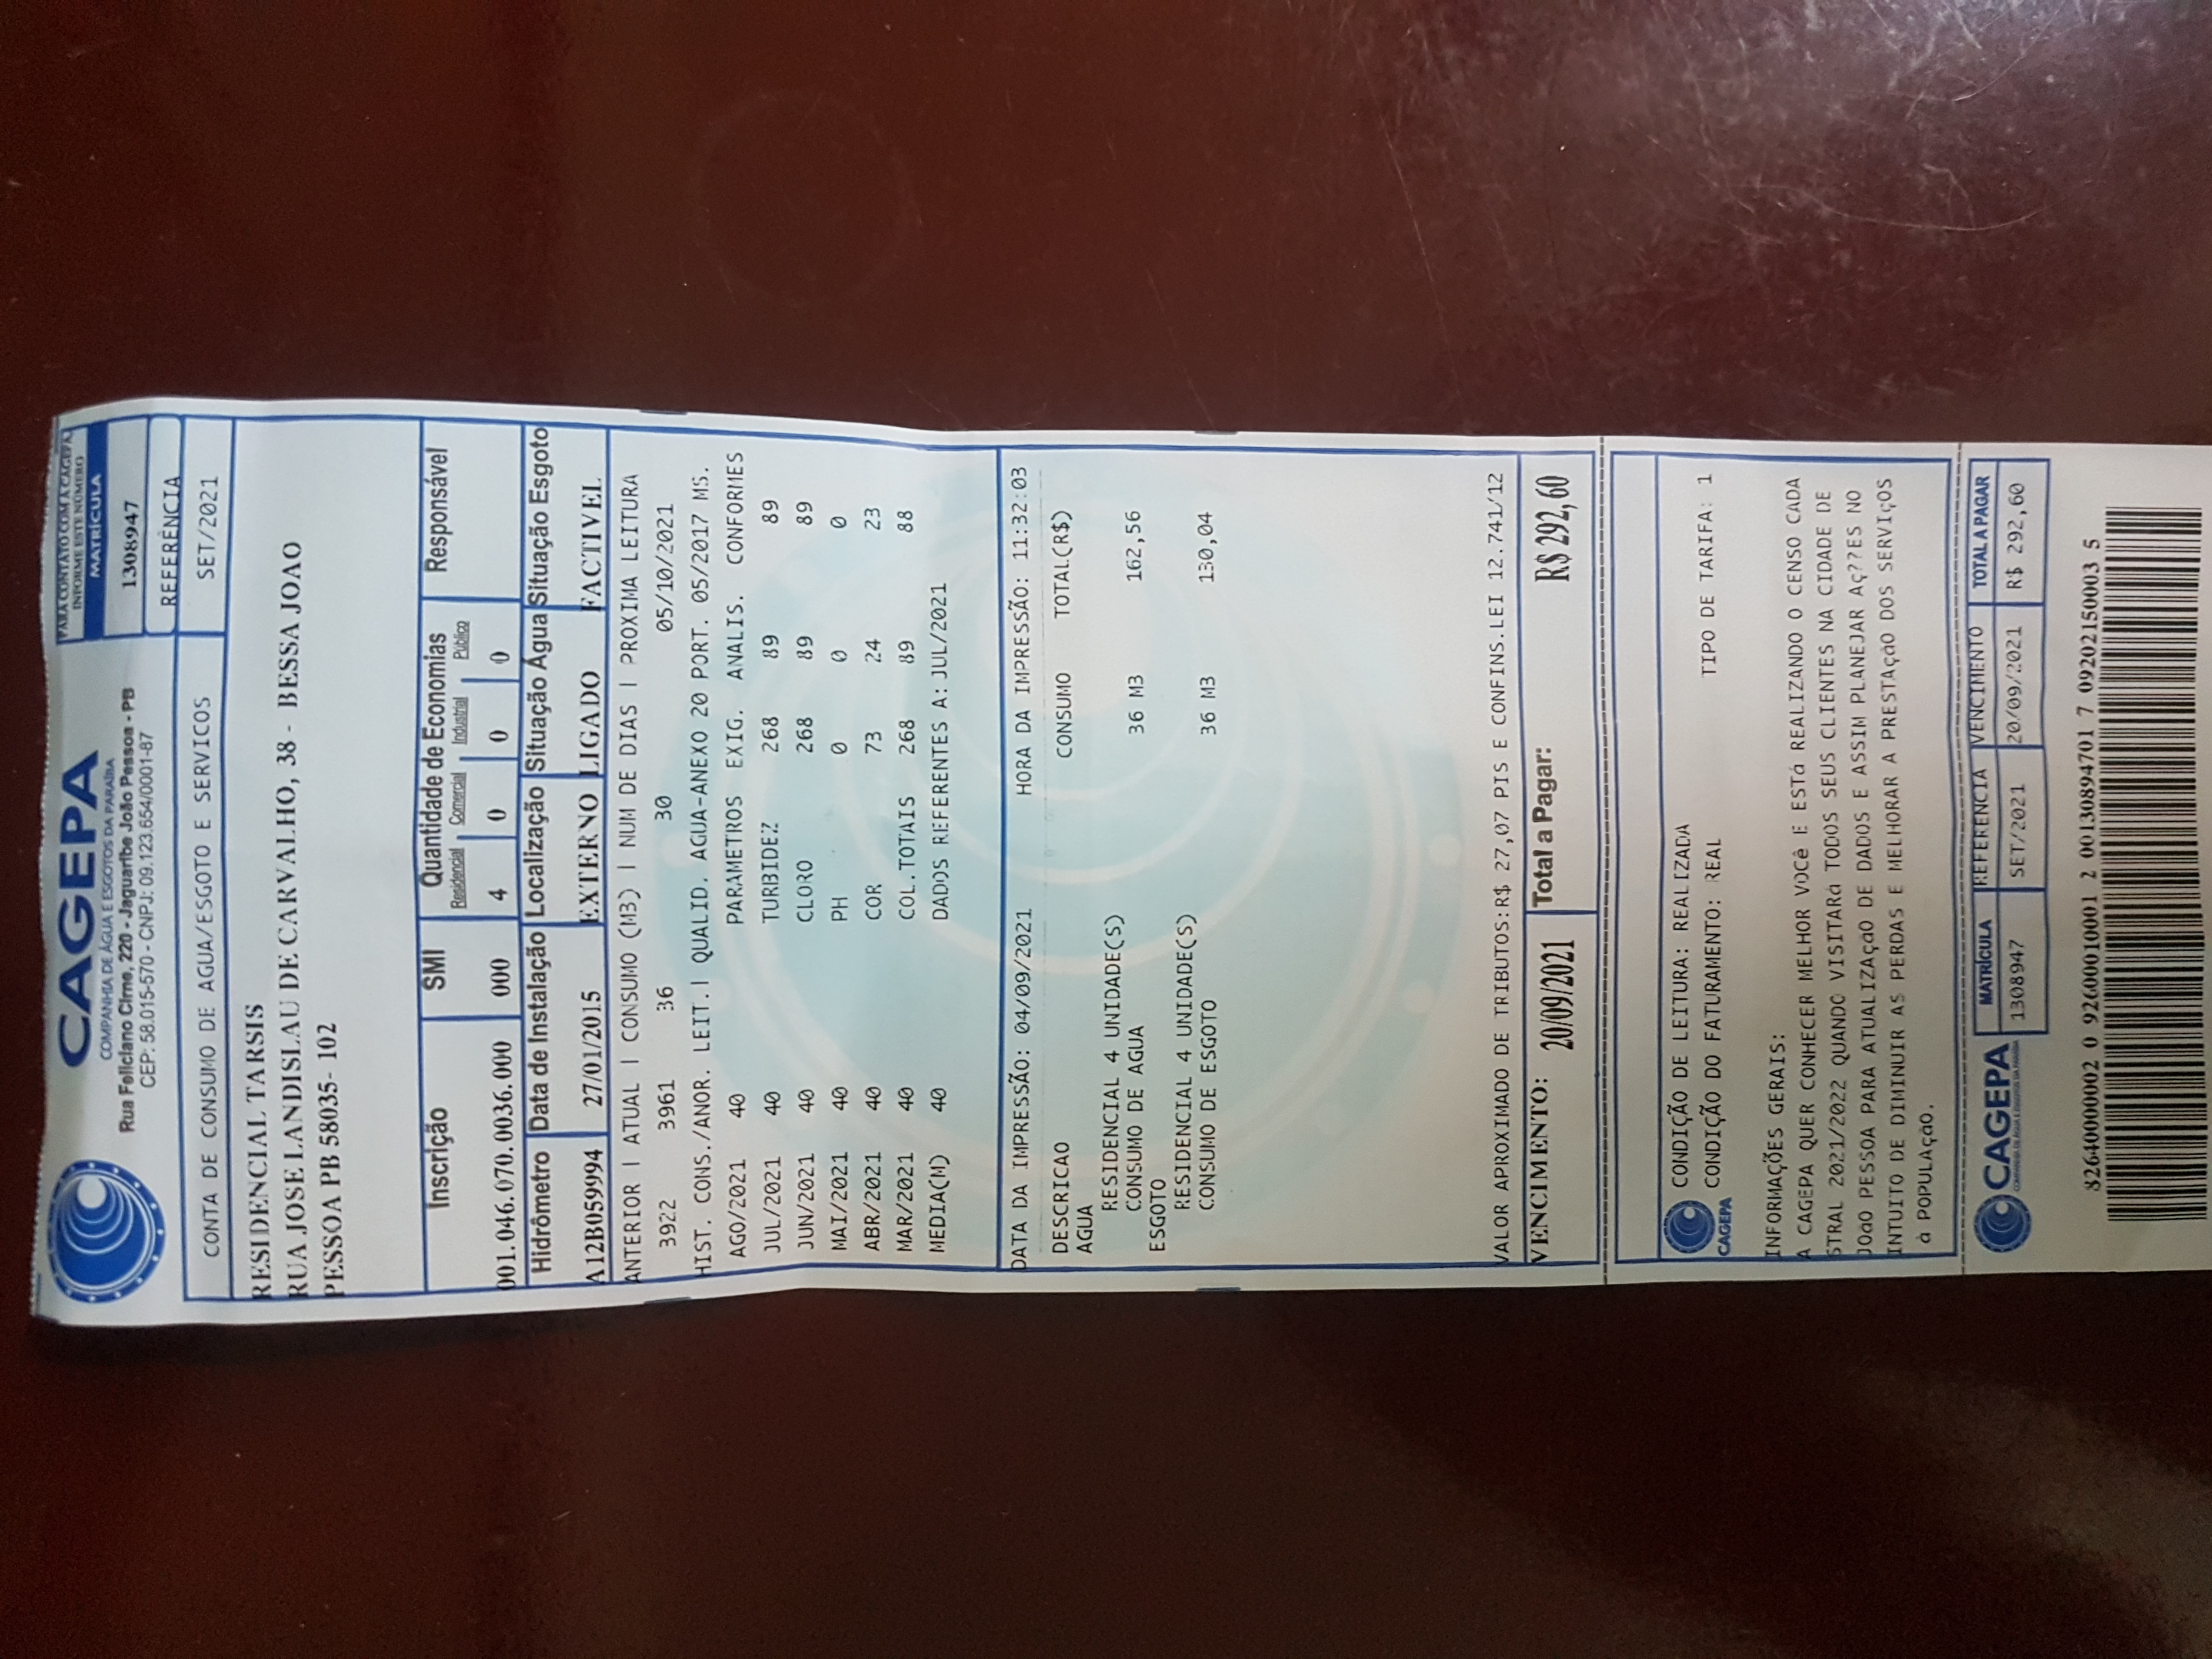 PARA CONTATO COM A CAGEPA
INFORME ESTE NÚMERO
MATRÍCULA
1308947
CAGEPA
COMPANHIA DE ÁGUA E ESGOTOS DA PARAÍBA
Rua Feliciano Cirne, 220 - Jaguaribe João Pessoa - PB
CEP: 58.015-570 - CNPJ: 09.123.654/0001-87
REFERÊNCIA
CONTA DE CONSUMO DE AGUA/ESGOTO E SERVICOS SET/2021
RESIDENCIAL TARSIS
RUA JOSE LANDISLAU DE CARVALHO, 38 - BESSA JOAO
PESSOA PB 58035- 102
Inscrição SMI Quantidade de Economias Responsável
Residencial Comercial Industrial Público
001.046.070.0036.000 000 4 0 0 0
Hidrômetro Data de Instalação Localização Situação Água Situação Esgoto
A12B059994 27/01/2015 EXTERNO LIGADO FACTIVEL
ANTERIOR | ATUAL | CONSUMO (M3) | NUM DE DIAS | PROXIMA LEITURA
3922 3961 36 30 05/10/2021
HIST. CONS./ANOR. LEIT.| QUALID. AGUA-ANEXO 20 PORT. 05/2017 MS.
AGO/2021 40 PARAMETROS EXIG. ANALIS. CONFORMES
JUL/2021 40 TURBIDEZ 268 89 89
JUN/2021 40 CLORO 268 89 89
MAI/2021 40 PH 0 0 0
ABR/2021 40 COR 73 24 23
MAR/2021 40 COL.TOTAIS 268 89 88
MEDIA(M) 40 DADOS REFERENTES A: JUL/2021
DATA DA IMPRESSÃO: 04/09/2021 HORA DA IMPRESSÃO: 11:32:03
DESCRICAO CONSUMO TOTAL(R$)
AGUA
RESIDENCIAL 4 UNIDADE(S)
CONSUMO DE AGUA 36 M3 162,56
ESGOTO
RESIDENCIAL 4 UNIDADE(S)
CONSUMO DE ESGOTO 36 M3 130,04
VALOR APROXIMADO DE TRIBUTOS:R$ 27,07 PIS E CONFINS.LEI 12.741/12
VENCIMENTO: 20/09/2021 Total a Pagar: R$ 292,60
CONDIÇÃO DE LEITURA: REALIZADA
CONDIÇÃO DO FATURAMENTO: REAL TIPO DE TARIFA: 1
CAGEPA
INFORMAÇÕES GERAIS:
A CAGEPA QUER CONHECER MELHOR VOCê E ESTá REALIZANDO O CENSO CADA
STRAL 2021/2022 QUANDO VISITARá TODOS SEUS CLIENTES NA CIDADE DE
JOãO PESSOA PARA ATUALIZAçãO DE DADOS E ASSIM PLANEJAR Aç??ES NO
INTUITO DE DIMINUIR AS PERDAS E MELHORAR A PRESTAçãO DOS SERVIçOS
à POPULAçãO.
CAGEPA
COMPANHIA DE ÁGUA E ESGOTOS DA PARAÍBA
MATRÍCULA REFERÊNCIA VENCIMENTO TOTAL A PAGAR
1308947 SET/2021 20/09/2021 R$ 292,60
82640000002 0 92600010001 2 00130894701 7 09202150003 5